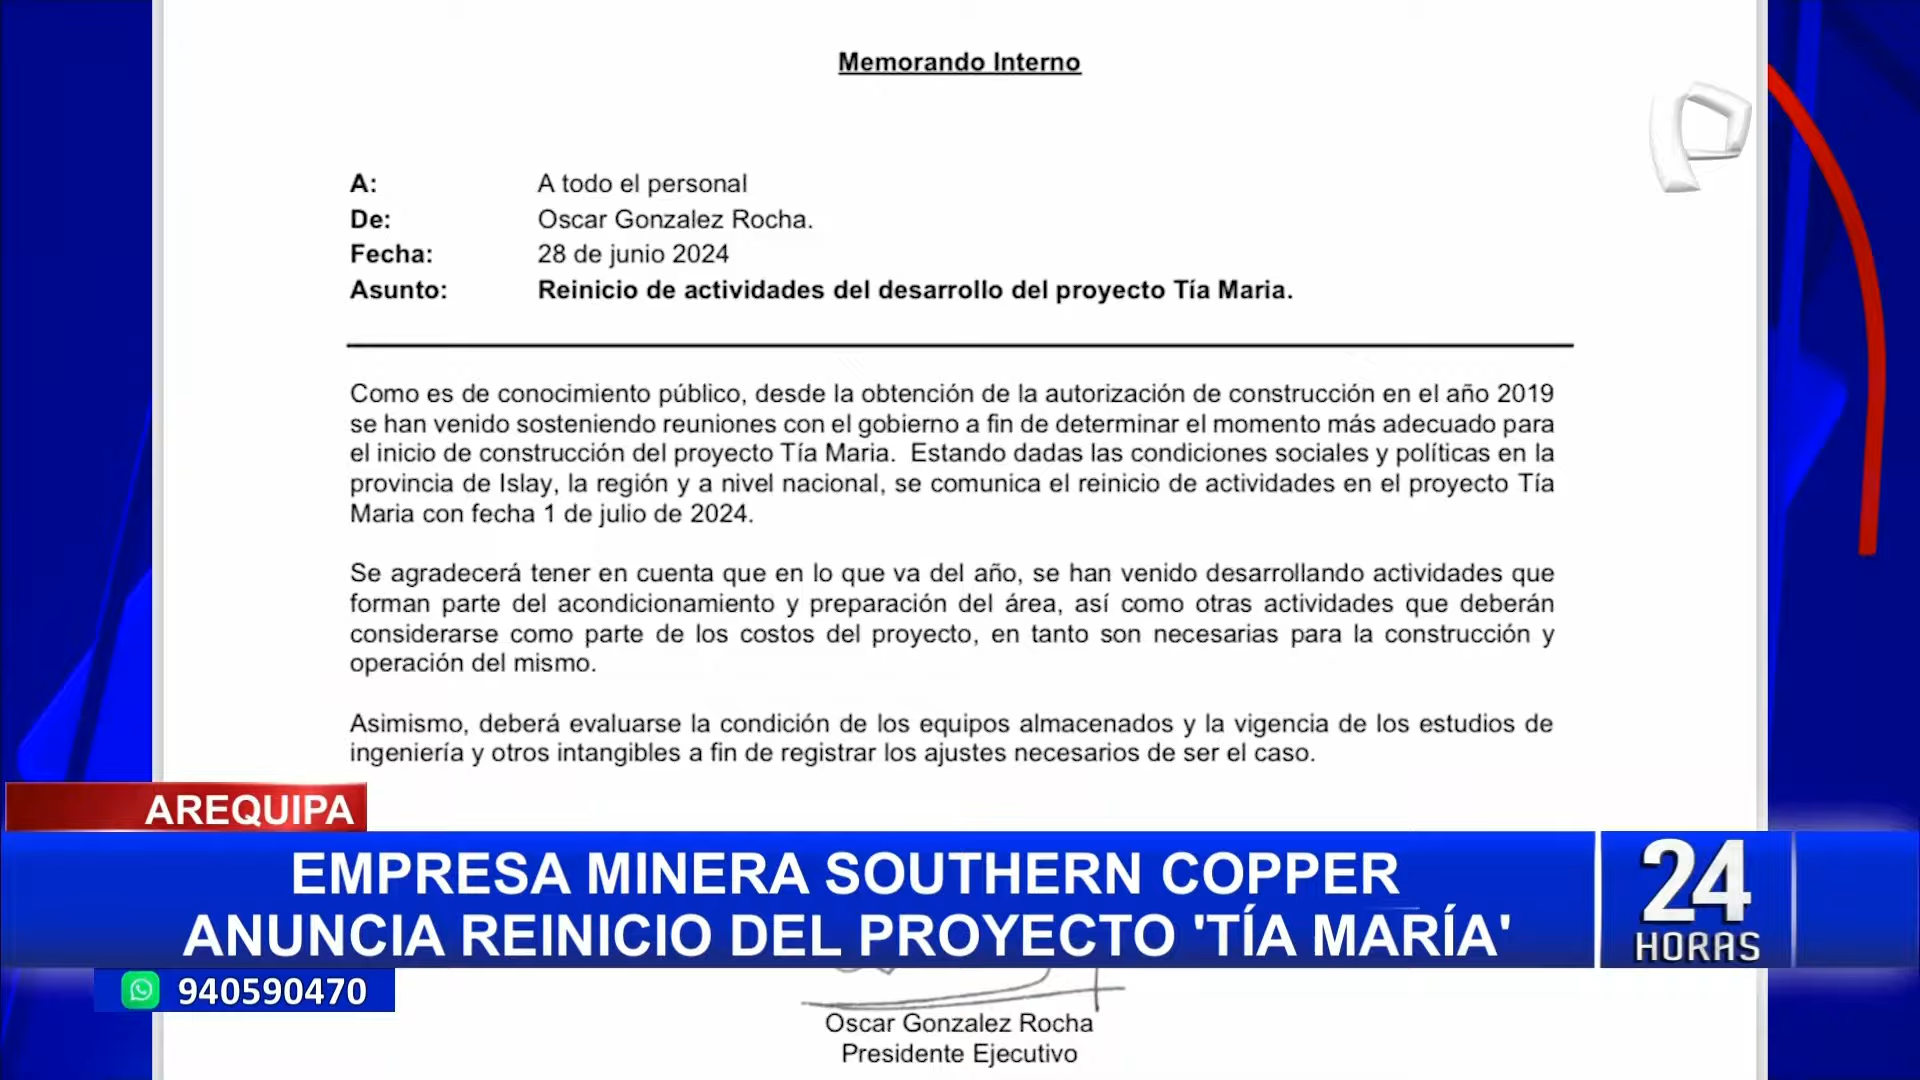 Memorando Interno
A: A todo el personal
De: Oscar Gonzalez Rocha.
Fecha: 28 de junio 2024
Asunto: Reinicio de actividades del desarrollo del proyecto Tía Maria.
Como es de conocimiento público, desde la obtención de la autorización de construcción en el año 2019
se han venido sosteniendo reuniones con el gobierno a fin de determinar el momento más adecuado para
el inicio de construcción del proyecto Tía Maria. Estando dadas las condiciones sociales y políticas en la
provincia de Islay, la región y a nivel nacional, se comunica el reinicio de actividades en el proyecto Tía
Maria con fecha 1 de julio de 2024.
Se agradecerá tener en cuenta que en lo que va del año, se han venido desarrollando actividades que
forman parte del acondicionamiento y preparación del área, así como otras actividades que deberán
considerarse como parte de los costos del proyecto, en tanto son necesarias para la construcción y
operación del mismo.
Asimismo, deberá evaluarse la condición de los equipos almacenados y la vigencia de los estudios de
ingeniería y otros intangibles a fin de registrar los ajustes necesarios de ser el caso.
AREQUIPA
EMPRESA MINERA SOUTHERN COPPER
ANUNCIA REINICIO DEL PROYECTO 'TÍA MARÍA'
24
HORAS
940590470
Oscar Gonzalez Rocha
Presidente Ejecutivo